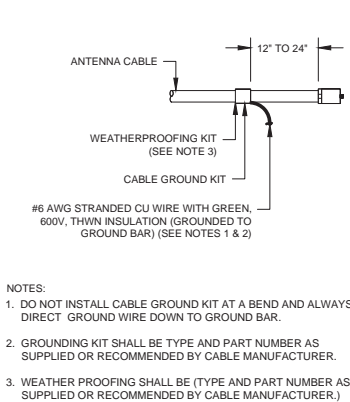 12" TO 24"
ANTENNA CABLE
WEATHERPROOFING KIT
(SEE NOTE 3)
CABLE GROUND KIT
#6 AWG STRANDED CU WIRE WITH GREEN,
600V, THWN INSULATION (GROUNDED TO
GROUND BAR) (SEE NOTES 1 & 2)
NOTES:
1. DO NOT INSTALL CABLE GROUND KIT AT A BEND AND ALWAYS
DIRECT GROUND WIRE DOWN TO GROUND BAR.
2. GROUNDING KIT SHALL BE TYPE AND PART NUMBER AS
SUPPLIED OR RECOMMENDED BY CABLE MANUFACTURER.
3. WEATHER PROOFING SHALL BE (TYPE AND PART NUMBER AS
SUPPLIED OR RECOMMENDED BY CABLE MANUFACTURER.)